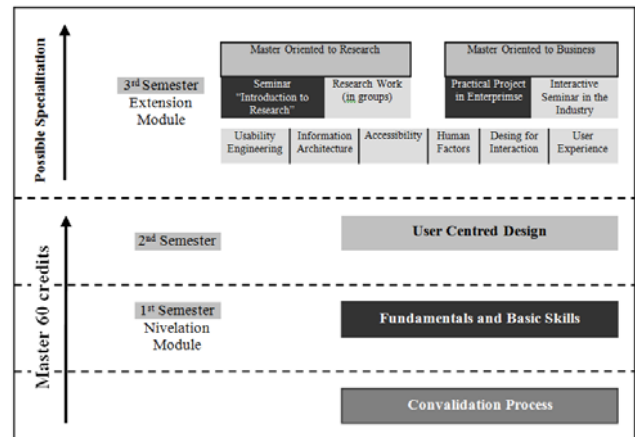 Possible Specialitation
3rd Semester
Extension
Module
Master Oriented to Research
Master Oriented to Business
Seminar
"Introduction to
Research"
Research Work
(in groups)
Practical Project
in Enterprimse
Interactive
Seminar in the
Industry
Usability
Engineering
Information
Architecture
Accessibility
Human
Factors
Desing for
Interaction
User
Experience
Master 60 credits
2nd Semester
User Centred Design
1st Semester
Nivelation
Module
Fundamentals and Basic Skills
Convalidation Process